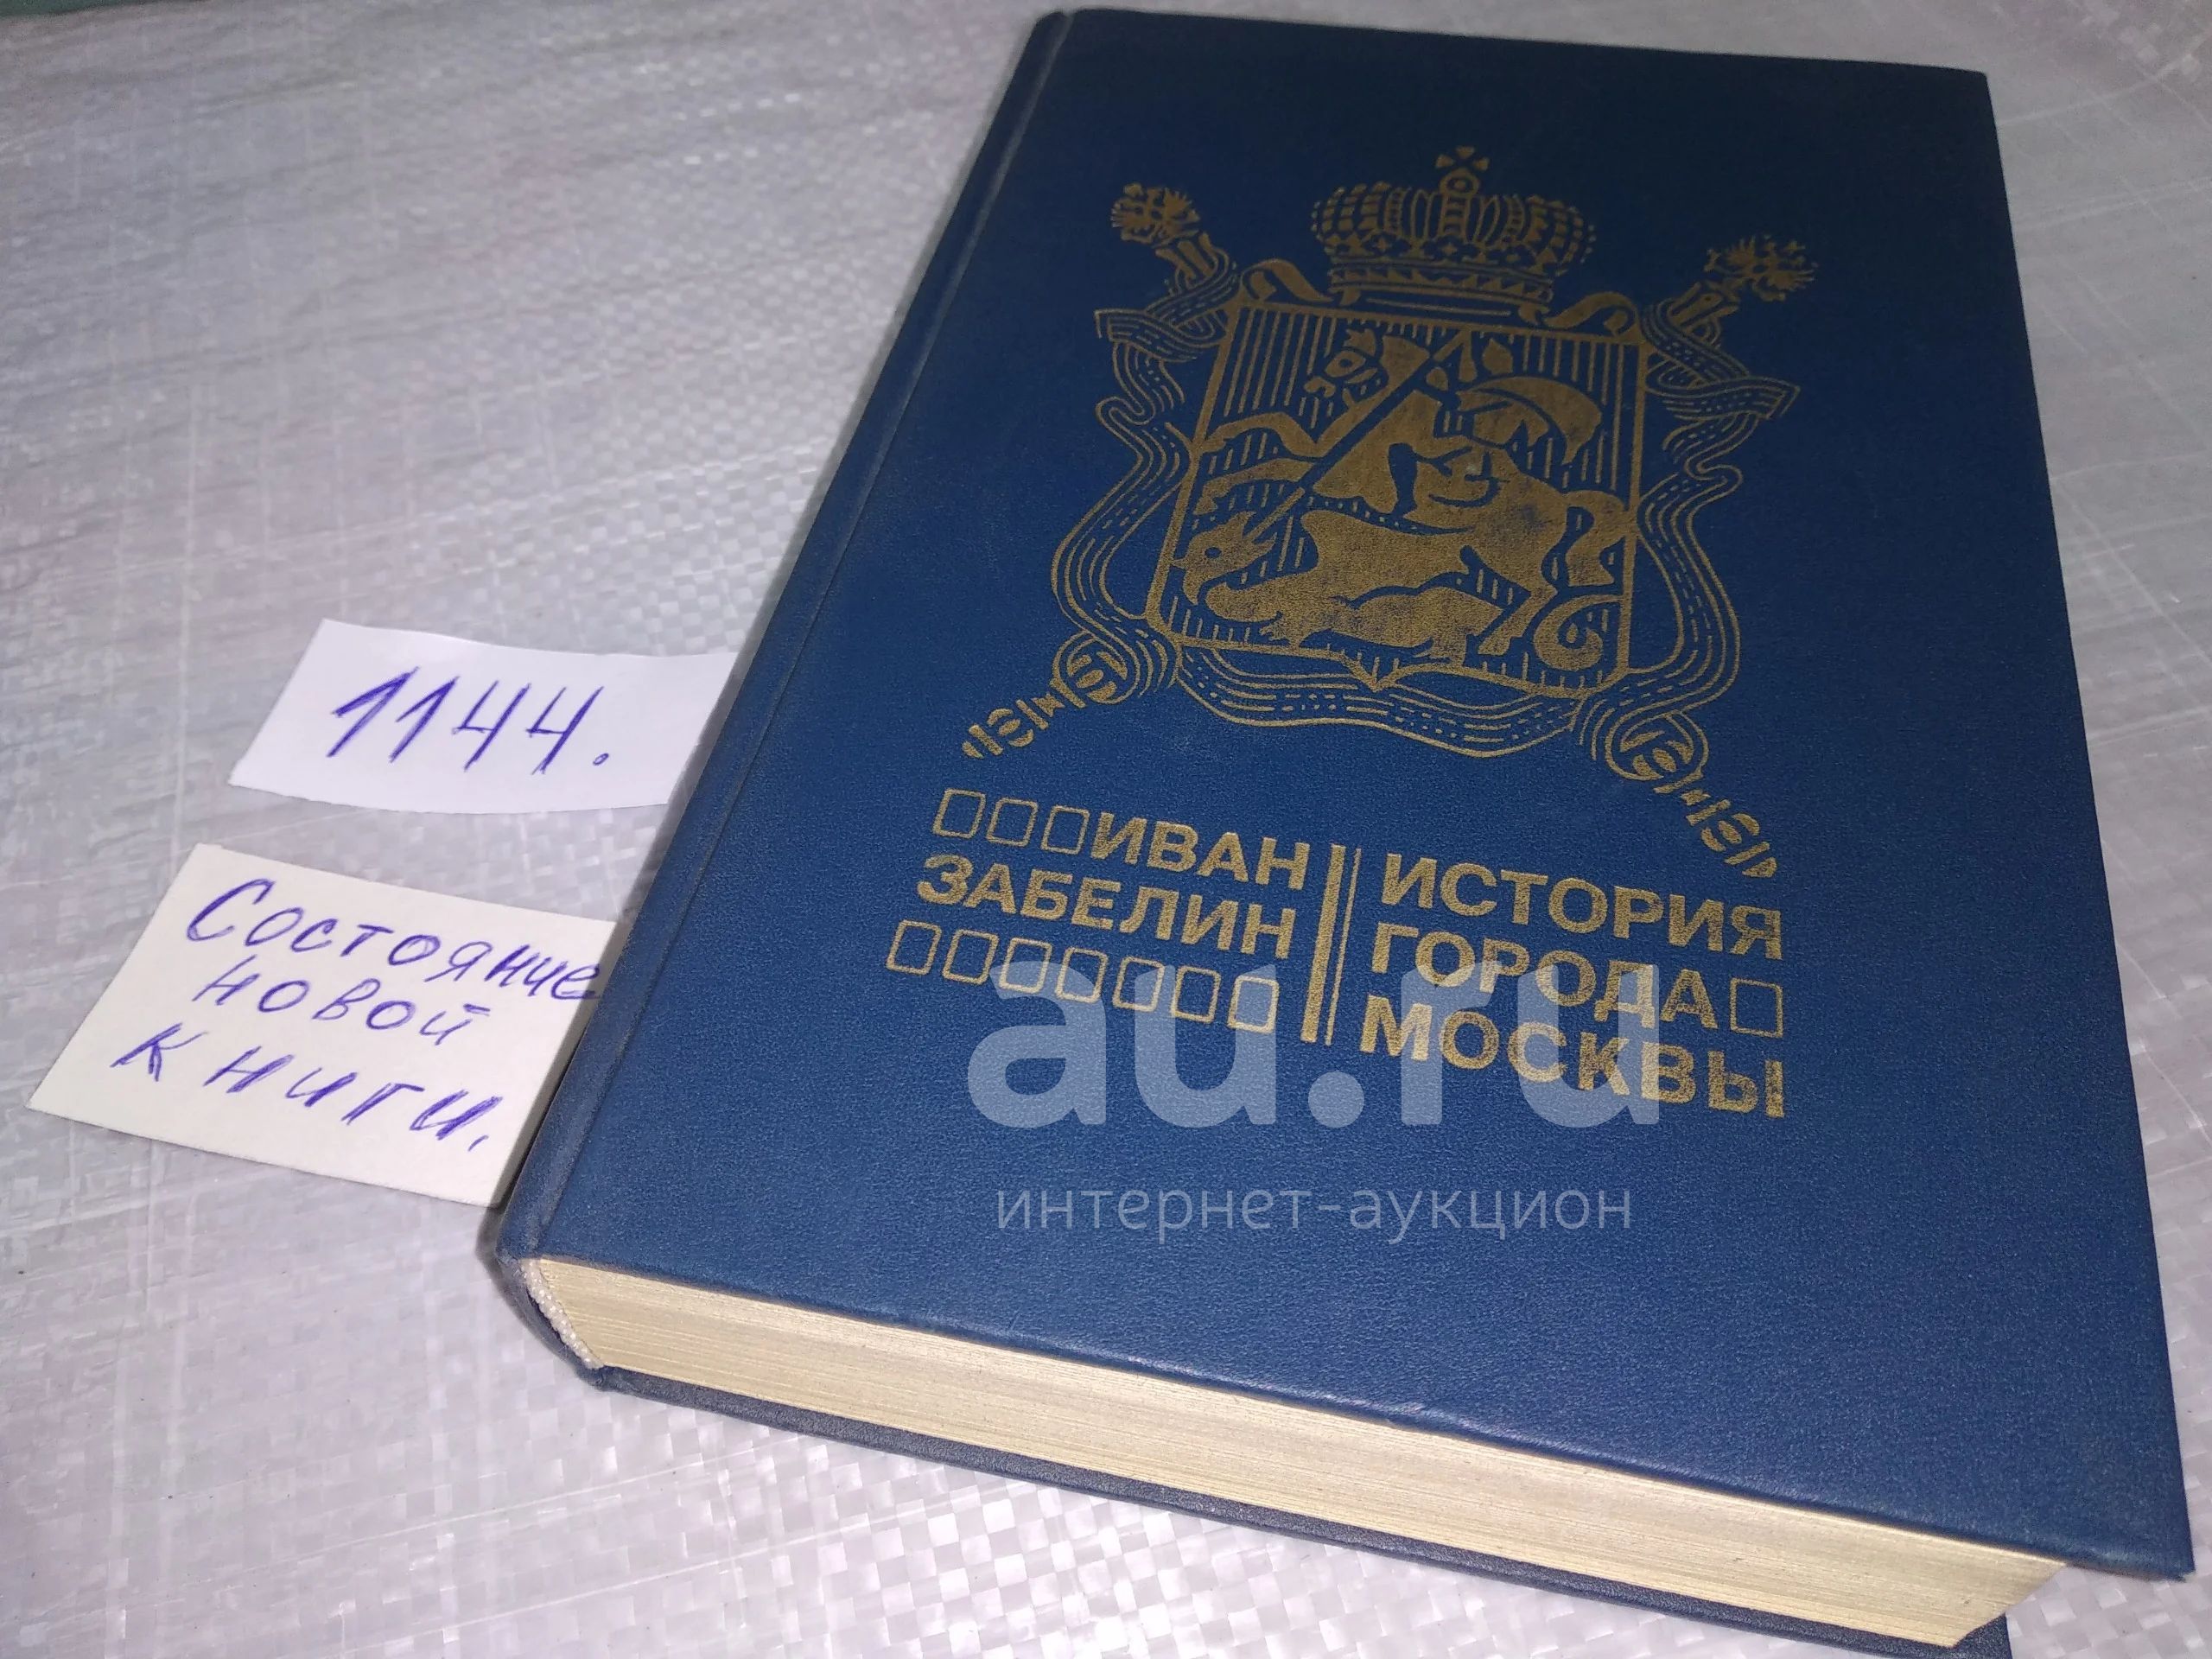 1144.
Состояние
новой
книги.
ИВАН
ЗАБЕЛИН
ИСТОРИЯ
ГОРОДА
МОСКВЫ
au.ru
интернет-аукцион